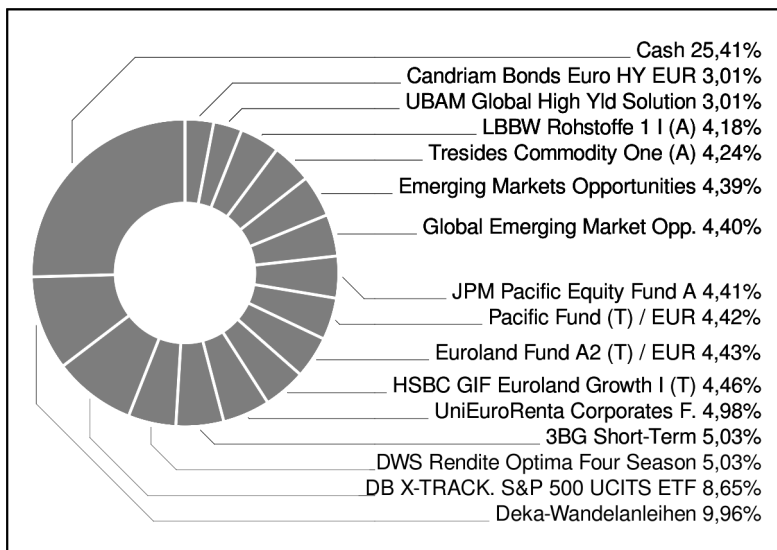 Cash 25,41%
Candriam Bonds Euro HY EUR 3,01%
UBAM Global High Yld Solution 3,01%
LBBW Rohstoffe 1 I (A) 4,18%
Tresides Commodity One (A) 4,24%
Emerging Markets Opportunities 4,39%
Global Emerging Market Opp. 4,40%
JPM Pacific Equity Fund A 4,41%
Pacific Fund (T) / EUR 4,42%
Euroland Fund A2 (T) / EUR 4,43%
HSBC GIF Euroland Growth I (T) 4,46%
UniEuroRenta Corporates F. 4,98%
3BG Short-Term 5,03%
DWS Rendite Optima Four Season 5,03%
DB X-TRACK. S&P 500 UCITS ETF 8,65%
Deka-Wandelanleihen 9,96%